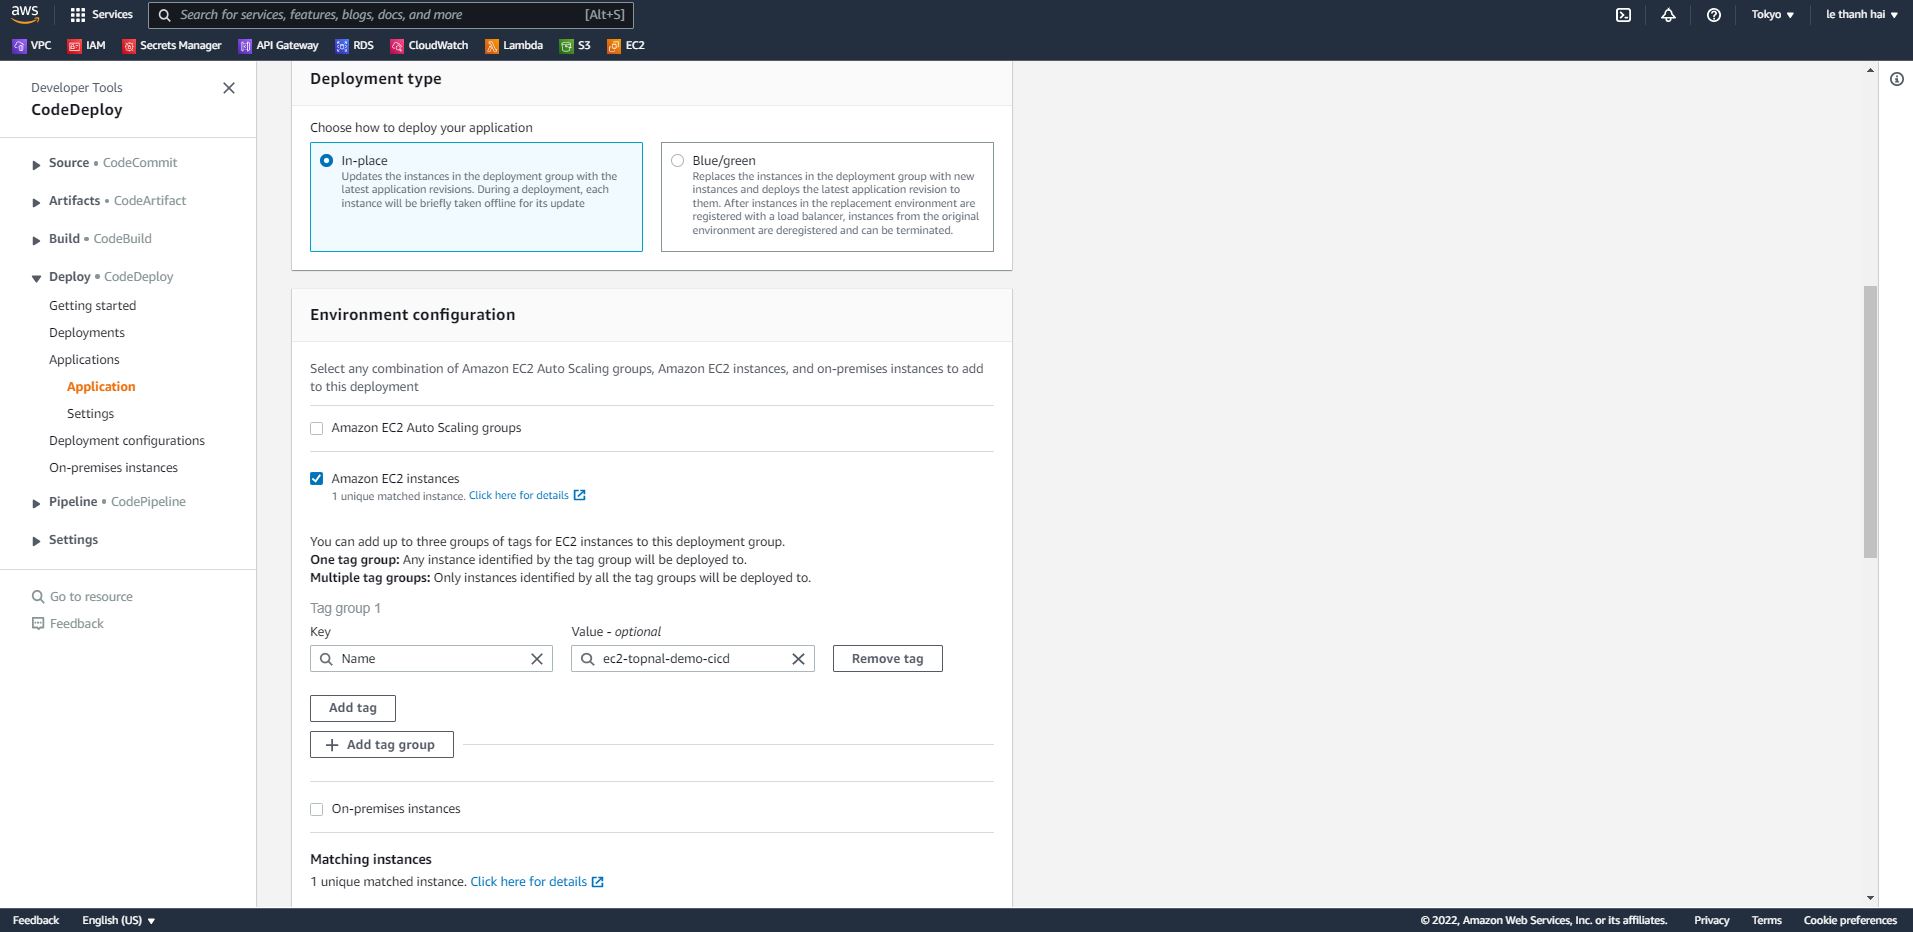 aws
Services
Search for services, features, blogs, docs, and more
[Alt+S]
Tokyo
le thanh hai
VPC
IAM
Secrets Manager
API Gateway
RDS
CloudWatch
Lambda
S3
EC2
Developer Tools
CodeDeploy
Source • CodeCommit
Artifacts • CodeArtifact
Build • CodeBuild
Deploy • CodeDeploy
Getting started
Deployments
Applications
Application
Settings
Deployment configurations
On-premises instances
Pipeline • CodePipeline
Settings
Go to resource
Feedback
Deployment type
Choose how to deploy your application
In-place
Updates the instances in the deployment group with the
latest application revisions. During a deployment, each
instance will be briefly taken offline for its update
Blue/green
Replaces the instances in the deployment group with new
instances and deploys the latest application revision to
them. After instances in the replacement environment are
registered with a load balancer, instances from the original
environment are deregistered and can be terminated.
Environment configuration
Select any combination of Amazon EC2 Auto Scaling groups, Amazon EC2 instances, and on-premises instances to add
to this deployment
Amazon EC2 Auto Scaling groups
Amazon EC2 instances
1 unique matched instance. Click here for details
You can add up to three groups of tags for EC2 instances to this deployment group.
One tag group: Any instance identified by the tag group will be deployed to.
Multiple tag groups: Only instances identified by all the tag groups will be deployed to.
Tag group 1
Key
Value - optional
Name
ec2-topnal-demo-cicd
Remove tag
Add tag
Add tag group
On-premises instances
Matching instances
1 unique matched instance. Click here for details
Feedback
English (US)
© 2022, Amazon Web Services, Inc. or its affiliates.
Privacy
Terms
Cookie preferences